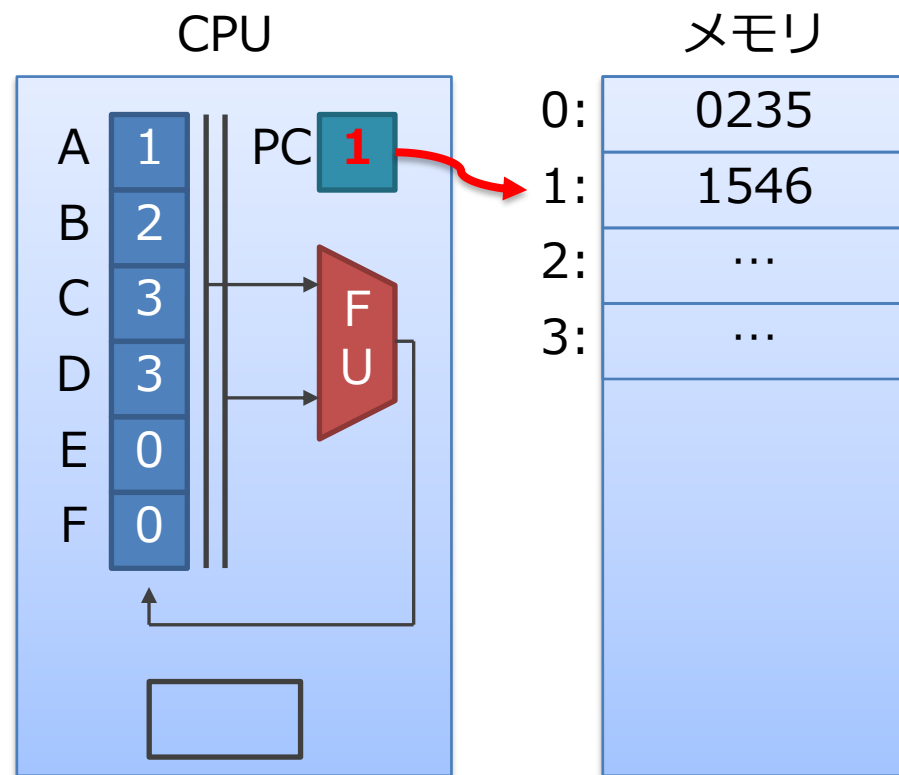 CPU
メモリ
A 1
B 2
C 3
D 3
E 0
F 0
PC 1
F
U
0: 0235
1: 1546
2: …
3: …